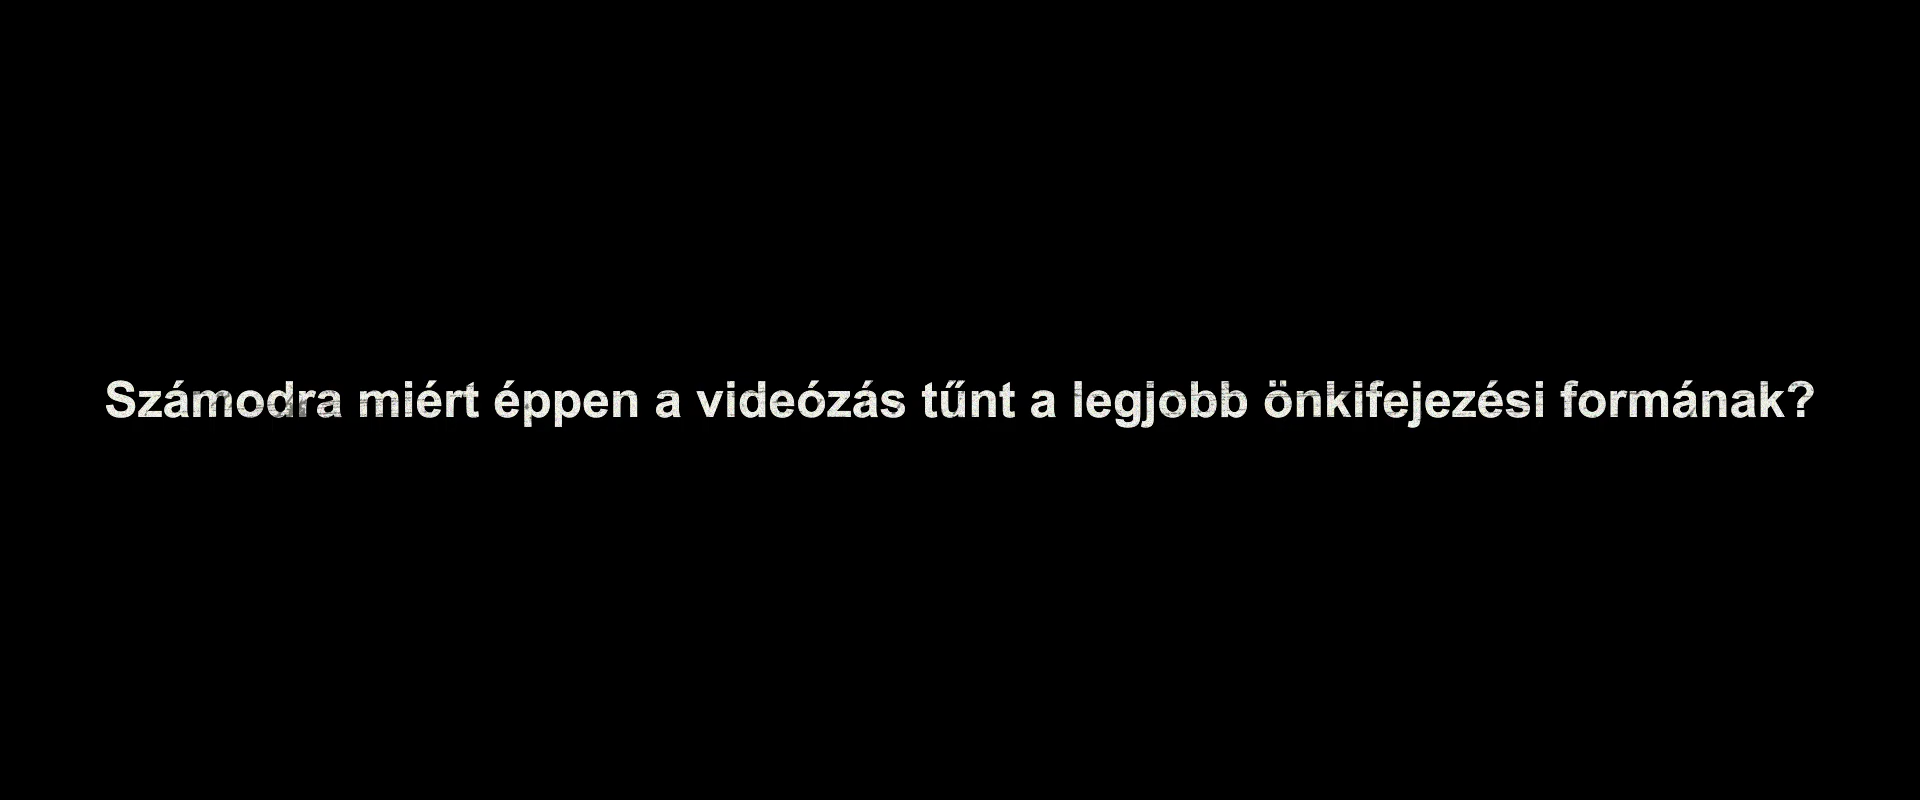 Számodra miért éppen a videózás tűnt a legjobb önkifejezési formának?